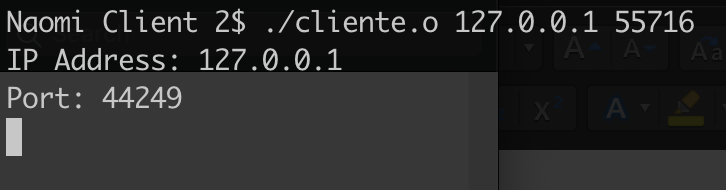 Naomi Client 2$ ./cliente.o 127.0.0.1 55716
IP Address: 127.0.0.1
Port: 44249